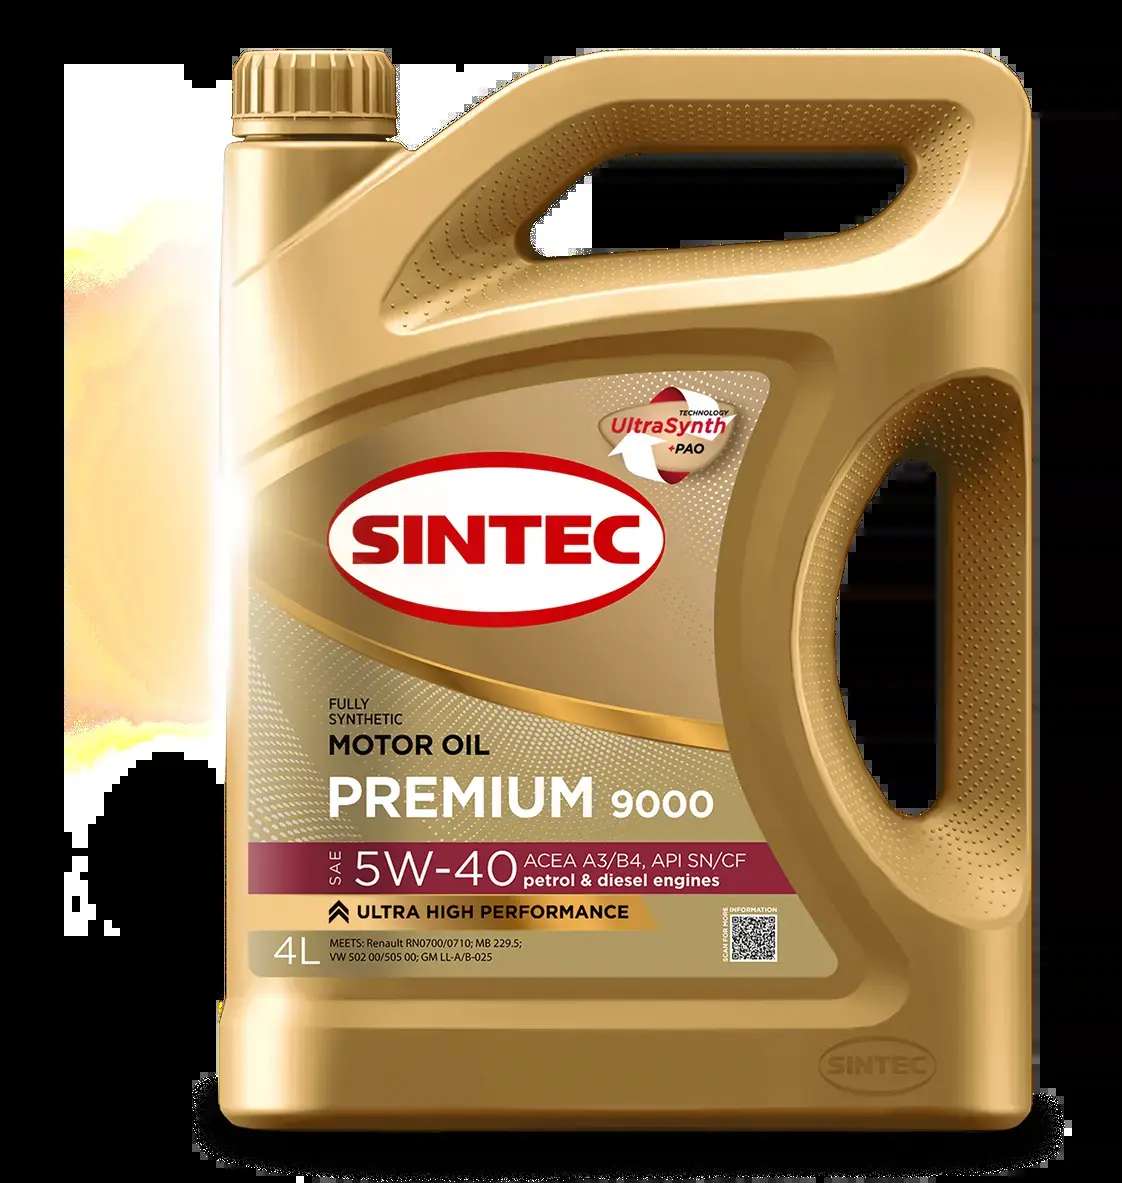 TECHNOLOGY
UltraSynth
+PAO
SINTEC
FULLY
SYNTHETIC
MOTOR OIL
PREMIUM 9000
SAE 5W-40 ACEA A3/B4, API SN/CF
petrol & diesel engines
ULTRA HIGH PERFORMANCE
SCAN FOR MORE INFORMATION
4L MEETS: Renault RN0700/0710; MB 229.5;
VW 502 00/505 00; GM LL-A/B-025
SINTEC